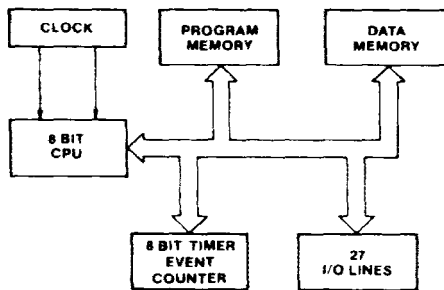 CLOCK
PROGRAM
MEMORY
DATA
MEMORY
8 BIT
CPU
8 BIT TIMER
EVENT
COUNTER
27
I/O LINES